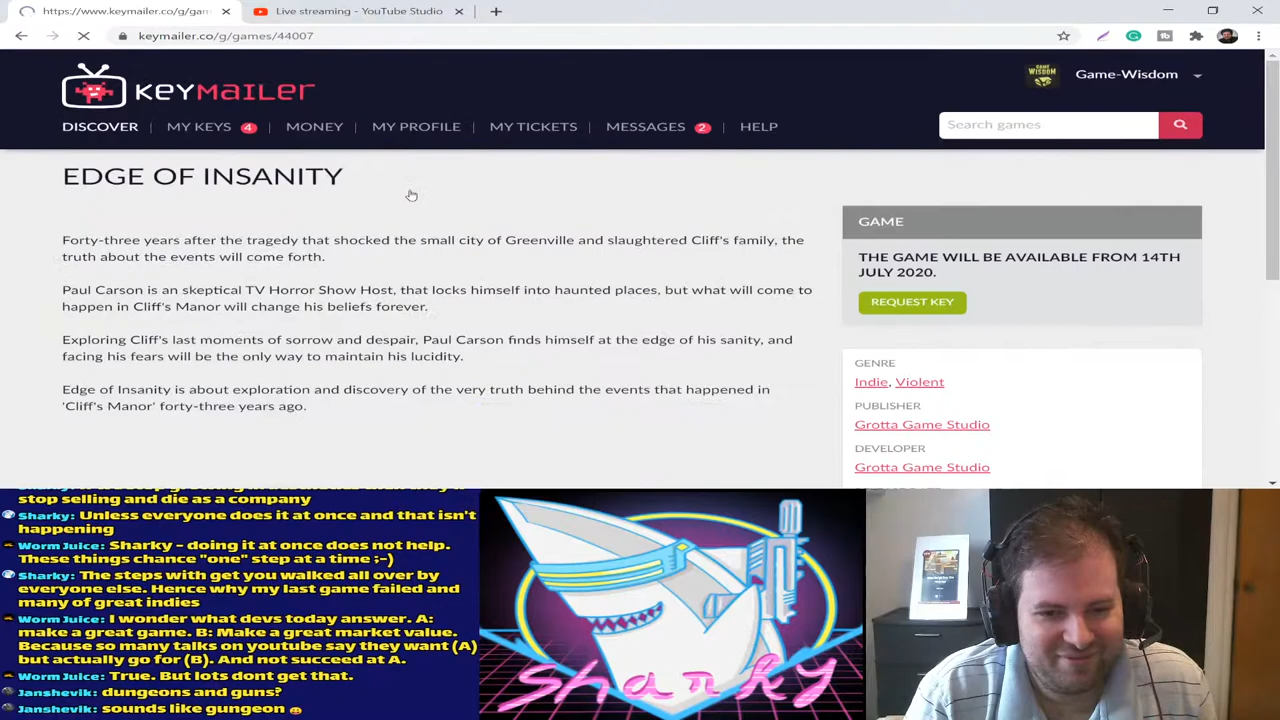 https://www.keymailer.co/g/gam
Live streaming - YouTube Studio
keymailer.co/g/games/44007
KEYMAILER
GAME WISDOM
Game-Wisdom
DISCOVER
MY KEYS 4
MONEY
MY PROFILE
MY TICKETS
MESSAGES 2
HELP
Search games
EDGE OF INSANITY
Forty-three years after the tragedy that shocked the small city of Greenville and slaughtered Cliff's family, the
truth about the events will come forth.
Paul Carson is an skeptical TV Horror Show Host, that locks himself into haunted places, but what will come to
happen in Cliff's Manor will change his beliefs forever.
Exploring Cliff's last moments of sorrow and despair, Paul Carson finds himself at the edge of his sanity, and
facing his fears will be the only way to maintain his lucidity.
Edge of Insanity is about exploration and discovery of the very truth behind the events that happened in
'Cliff's Manor' forty-three years ago.
GAME
THE GAME WILL BE AVAILABLE FROM 14TH
JULY 2020.
REQUEST KEY
GENRE
Indie, Violent
PUBLISHER
Grotta Game Studio
DEVELOPER
Grotta Game Studio
stop selling and die as a company
Sharky: Unless everyone does it at once and that isn't
happening
Worm Juice: Sharky - doing it at once does not help.
These things chance "one" step at a time ;-)
Sharky: The steps with get you walked all over by
everyone else. Hence why my last game failed and
many of great indies
Worm Juice: I wonder what devs today answer. A:
make a great game. B: Make a great market value.
Because so many talks on youtube say they want (A)
but actually go for (B). And not succeed at A.
Worm Juice: True. But lots dont get that.
Janshevik: dungeons and guns?
Janshevik: sounds like gungeon
Sharky